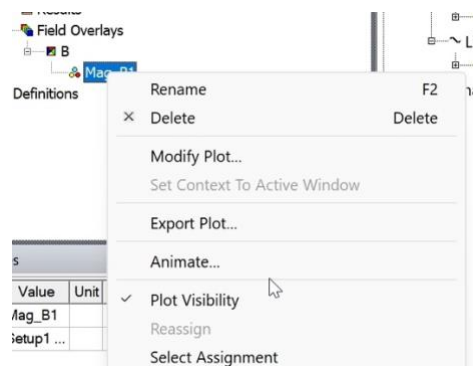 Field Overlays
B
Mag_B1
Definitions
Rename F2
Delete Delete
Modify Plot...
Set Context To Active Window
Export Plot...
Animate...
Plot Visibility
Reassign
Select Assignment
Value Unit
Mag_B1
Setup1 ...
L